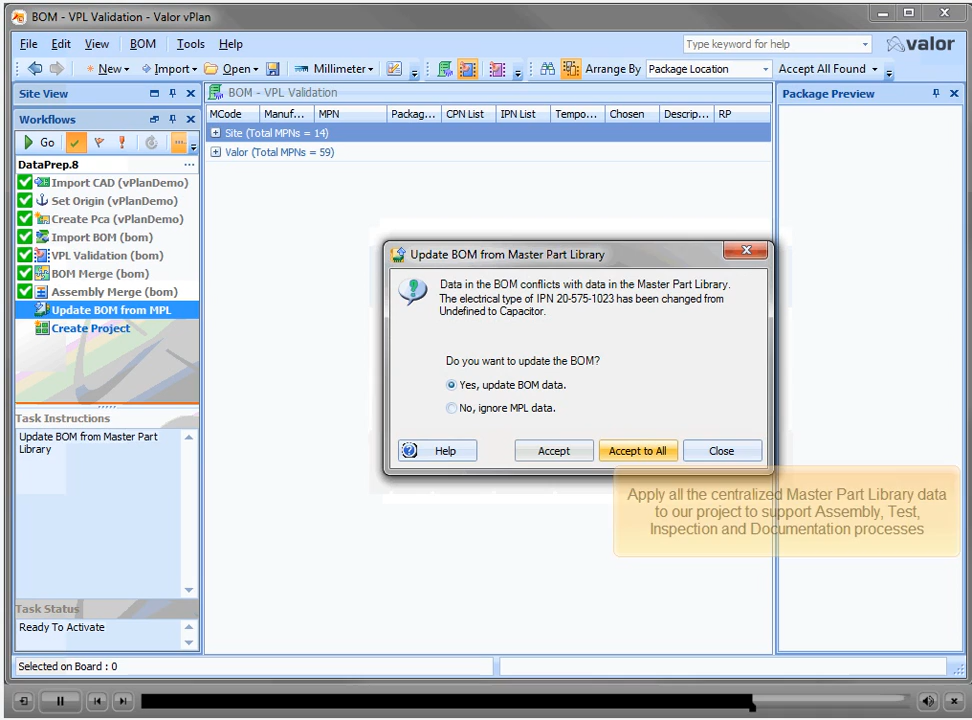 BOM - VPL Validation - Valor vPlan
File Edit View BOM Tools Help
Type keyword for help
valor
New Import Open Millimeter Arrange By Package Location Accept All Found
Site View
BOM - VPL Validation
Package Preview
Workflows
MCode Manuf... MPN Packag... CPN List IPN List Tempo... Chosen Descrip... RP
Go
Site (Total MPNs = 14)
Valor (Total MPNs = 59)
DataPrep.8
Import CAD (vPlanDemo)
Set Origin (vPlanDemo)
Create Pca (vPlanDemo)
Import BOM (bom)
VPL Validation (bom)
BOM Merge (bom)
Assembly Merge (bom)
Update BOM from MPL
Create Project
Update BOM from Master Part Library
Data in the BOM conflicts with data in the Master Part Library.
The electrical type of IPN 20-575-1023 has been changed from
Undefined to Capacitor.
Do you want to update the BOM?
Yes, update BOM data.
No, ignore MPL data.
Help Accept Accept to All Close
Task Instructions
Update BOM from Master Part
Library
Apply all the centralized Master Part Library data
to our project to support Assembly, Test,
Inspection and Documentation processes
Task Status
Ready To Activate
Selected on Board : 0